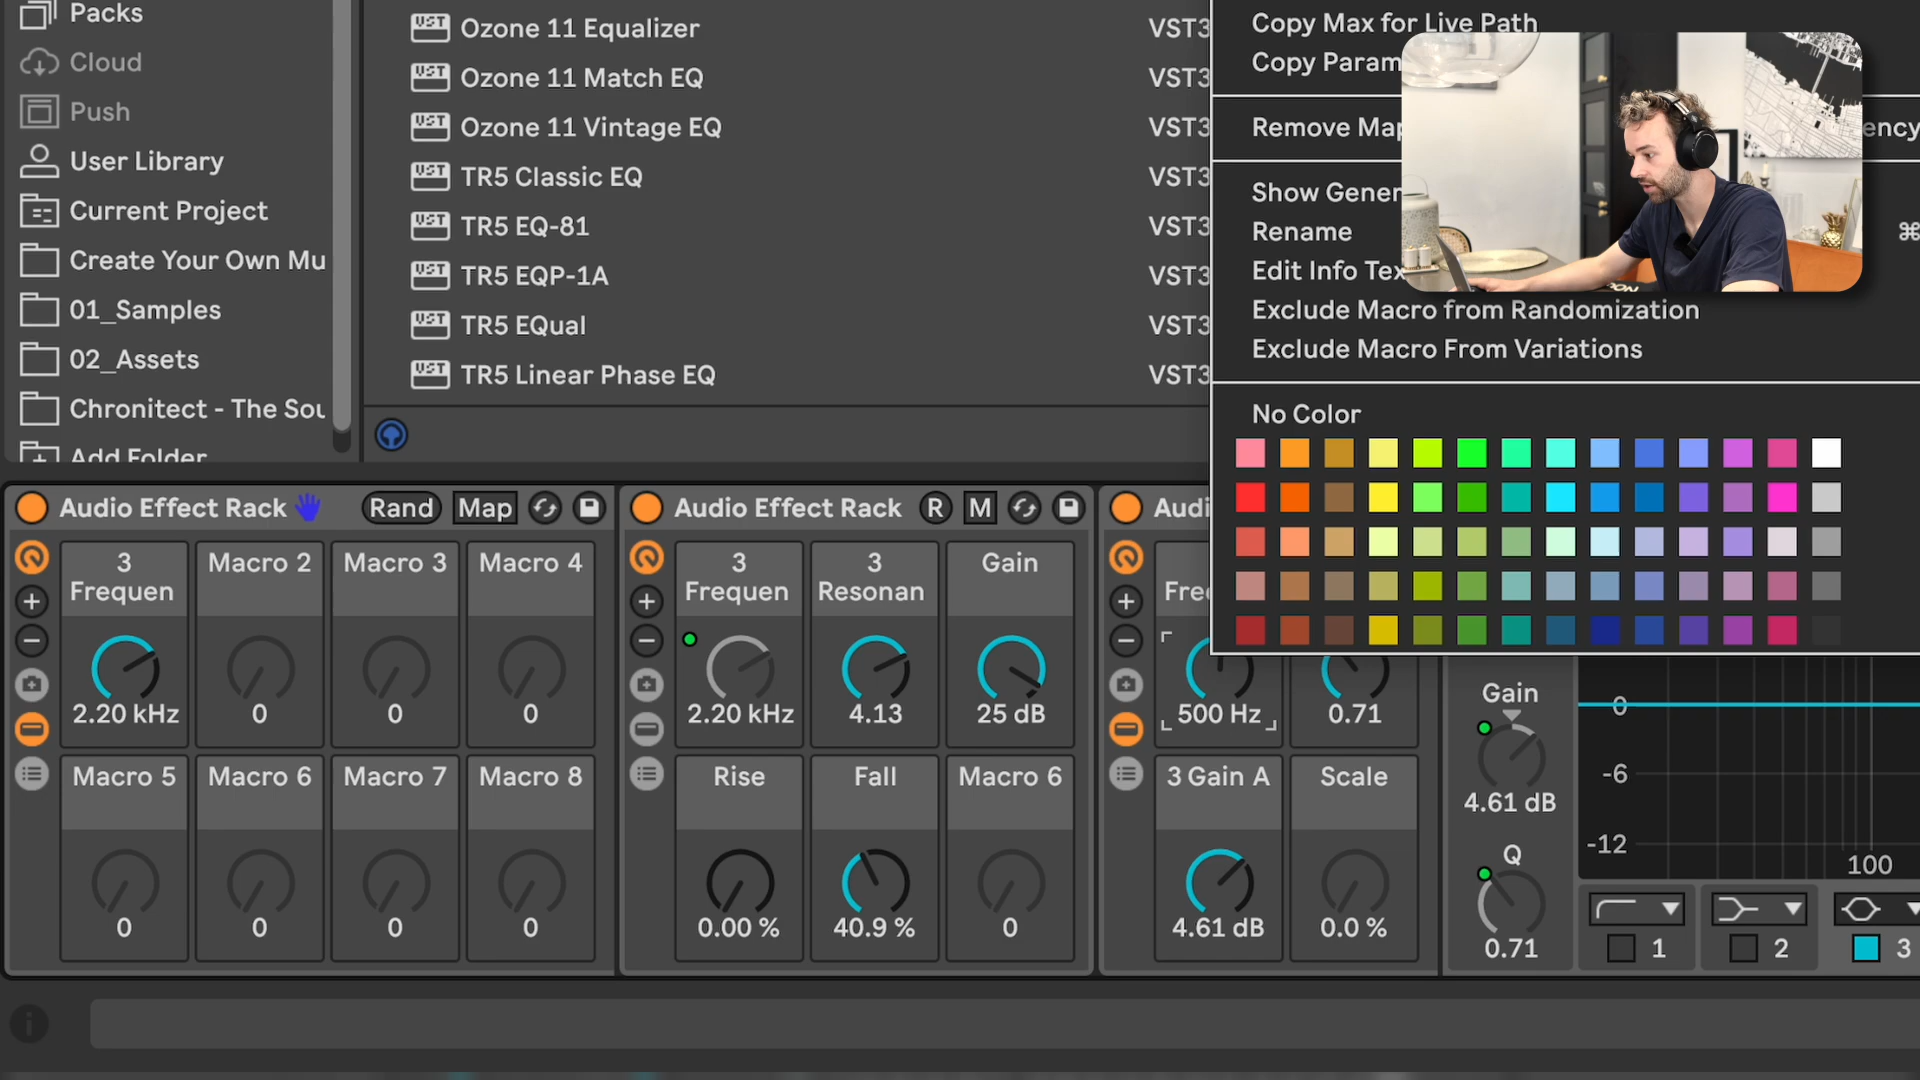 Packs
Cloud
Push
User Library
Current Project
Create Your Own Mu
01_Samples
02_Assets
Chronitect - The Sou
Add Folder
VST Ozone 11 Equalizer VST3
VST Ozone 11 Match EQ VST3
VST Ozone 11 Vintage EQ VST3
VST TR5 Classic EQ VST3
VST TR5 EQ-81 VST3
VST TR5 EQP-1A VST3
VST TR5 EQual VST3
VST TR5 Linear Phase EQ VST3
Copy Max for Live Path
Copy Param
Remove Map ency
Show Gener
Rename ⌘
Edit Info Tex
Exclude Macro from Randomization
Exclude Macro From Variations
No Color
Audio Effect Rack Rand Map
3 Frequen
Macro 2
Macro 3
Macro 4
2.20 kHz
0
0
0
Macro 5
Macro 6
Macro 7
Macro 8
0
0
0
0
Audio Effect Rack R M
3 Frequen
3 Resonan
Gain
2.20 kHz
4.13
25 dB
Rise
Fall
Macro 6
0.00 %
40.9 %
0
Audi
Fre
500 Hz
0.71
3 Gain A
Scale
4.61 dB
0.0 %
Gain
4.61 dB
Q
0.71
0
-6
-12
100
1
2
3